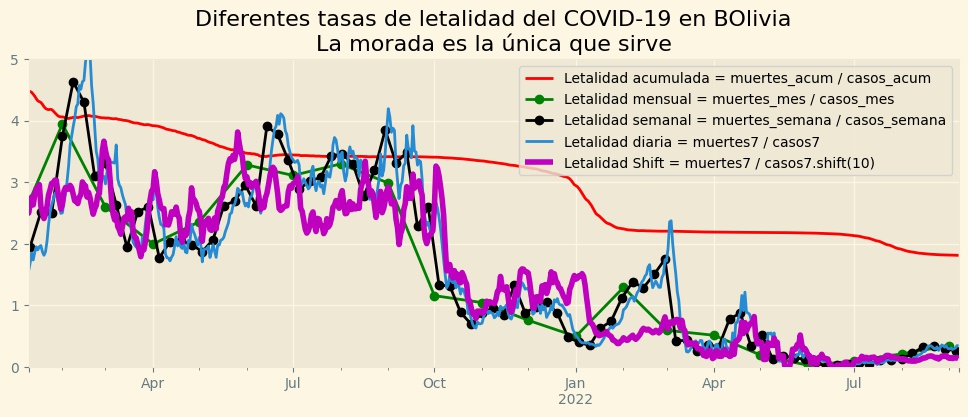 Diferentes tasas de letalidad del COVID-19 en BOlivia
La morada es la única que sirve
Letalidad acumulada = muertes_acum / casos_acum
Letalidad mensual = muertes_mes / casos_mes
Letalidad semanal = muertes_semana / casos_semana
Letalidad diaria = muertes7 / casos7
Letalidad Shift = muertes7 / casos7.shift(10)
5
4
3
2
1
0
Apr
Jul
Oct
Jan
2022
Apr
Jul